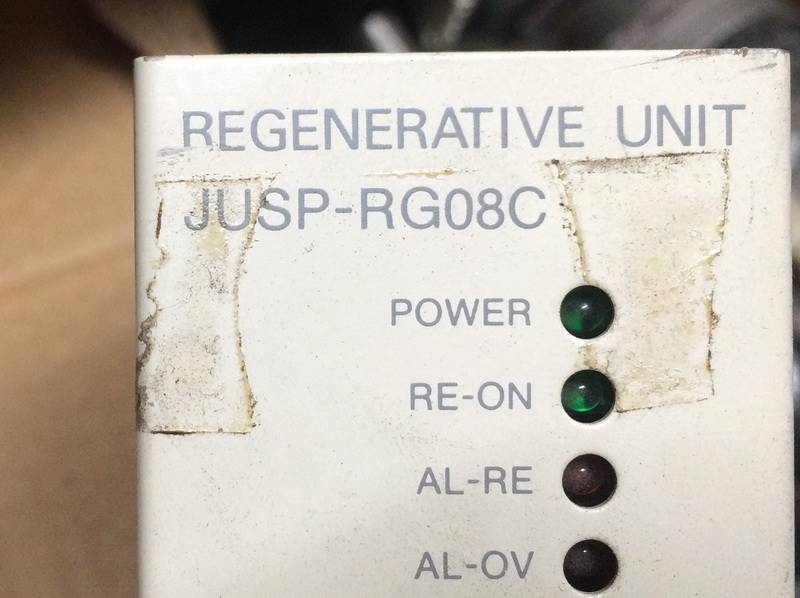 REGENERATIVE UNIT
JUSP-RG08C
POWER
RE-ON
AL-RE
AL-OV